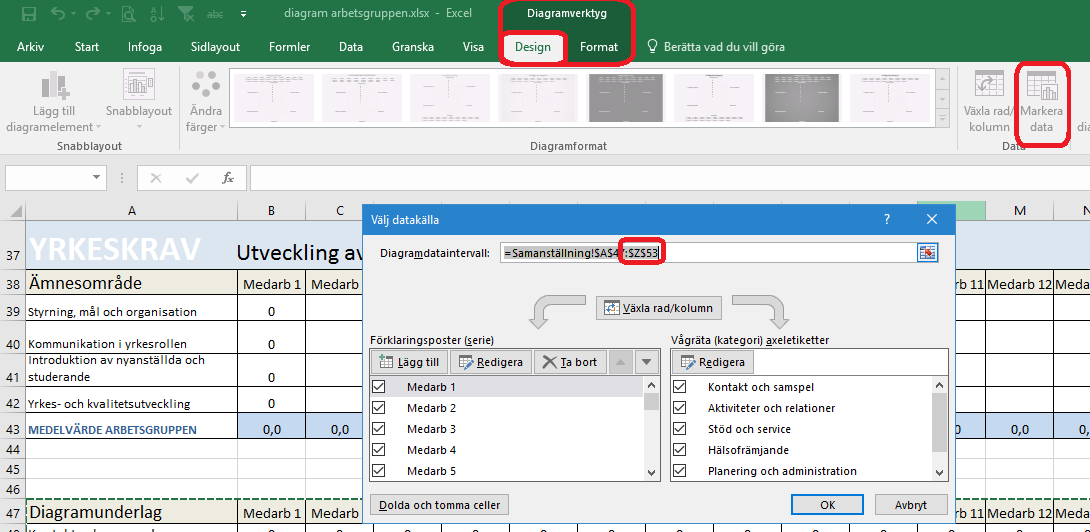 diagram arbetsgruppen.xlsx - Excel
Diagramverktyg
Arkiv Start Infoga Sidlayout Formler Data Granska Visa Design Format Berätta vad du vill göra
Lägg till diagramelement
Snabblayout
Ändra färger
Växla rad/ kolumn
Markera data
Snabblayout Diagramformat Data
fx
A B C M N
Välj datakälla ?
37 YRKESKRAV Utveckling av
Diagramdataintervall: =Samanställning!$A$47:$Z$53
38 Ämnesområde Medarb 1 Medarb 11 Medarb 12 Medarb
39 Styrning, mål och organisation 0
Växla rad/kolumn
40 Kommunikation i yrkesrollen 0
Förklaringsposter (serie) Vågräta (kategori) axeletiketter
Introduktion av nyanställda och
41 studerande 0
Lägg till Redigera Ta bort Redigera
Medarb 1 Kontakt och samspel
42 Yrkes- och kvalitetsutveckling 0
Medarb 2 Aktiviteter och relationer
43 MEDELVÄRDE ARBETSGRUPPEN 0,0 0,0 0,0 0,0
Medarb 3 Stöd och service
44
Medarb 4 Hälsofrämjande
45
Medarb 5 Planering och administration
46
Dolda och tomma celler OK Avbryt
47 Diagramunderlag Medarb 1 Medarb 11 Medarb 12 Medarb